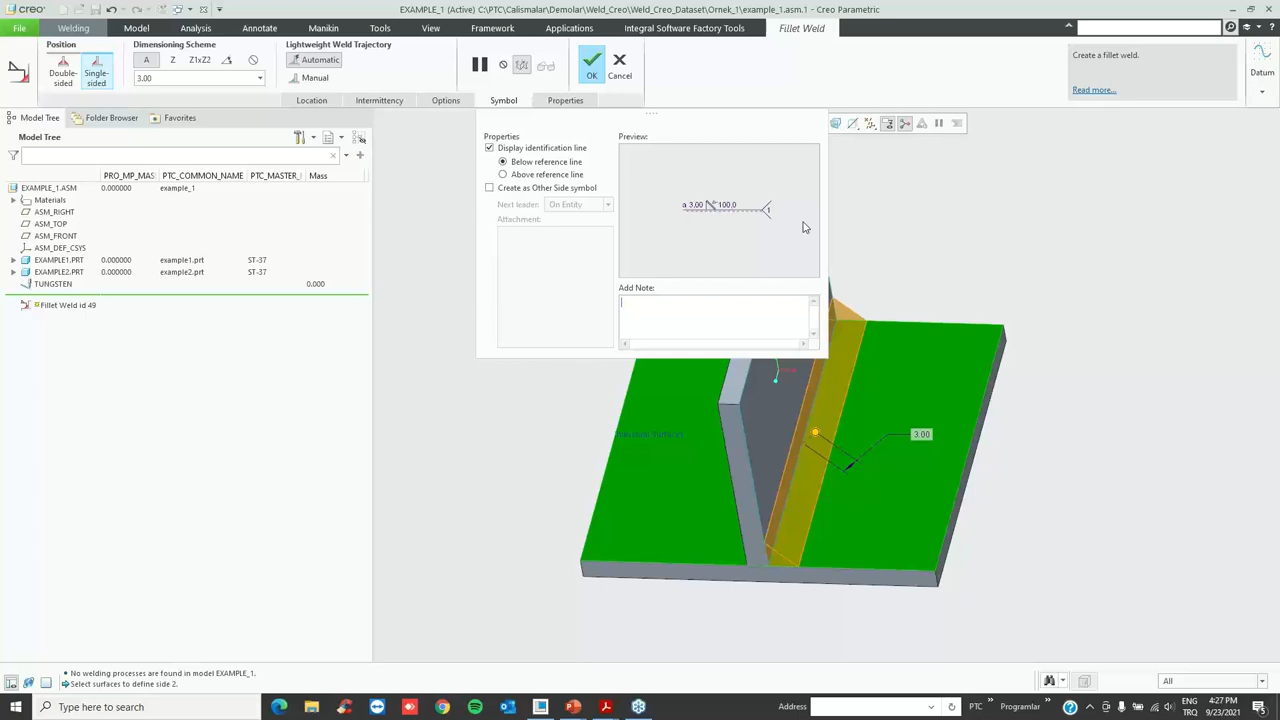 creo
EXAMPLE_1 (Active) C:\PTC\Calismalar\Demolar\Weld_Creo\Weld_Creo_Dataset\Ornek_1\example_1.asm.1 - Creo Parametric
File
Welding
Model
Analysis
Annotate
Manikin
Tools
View
Framework
Applications
Integral Software Factory Tools
Fillet Weld
Position
Dimensioning Scheme
Lightweight Weld Trajectory
Double-
sided
Single-
sided
A
Z
Z1xZ2
3.00
Automatic
Manual
OK
Cancel
Create a fillet weld.
Read more...
Datum
Location
Intermittency
Options
Symbol
Properties
Model Tree
Folder Browser
Favorites
Model Tree
PRO_MP_MAS
PTC_COMMON_NAME
PTC_MASTER_I
Mass
EXAMPLE_1.ASM
0.000000
example_1
Materials
ASM_RIGHT
ASM_TOP
ASM_FRONT
ASM_DEF_CSYS
EXAMPLE1.PRT
0.000000
example1.prt
ST-37
EXAMPLE2.PRT
0.000000
example2.prt
ST-37
TUNGSTEN
0.000
Fillet Weld id 49
Properties
Display identification line
Below reference line
Above reference line
Create as Other Side symbol
Next leader:
On Entity
Attachment:
Preview:
a 3,00
100,0
1
Add Note:
3.00
No welding processes are found in model EXAMPLE_1.
Select surfaces to define side 2.
All
Type here to search
Address
PTC
Programlar
ENG
TRQ
4:27 PM
9/23/2021